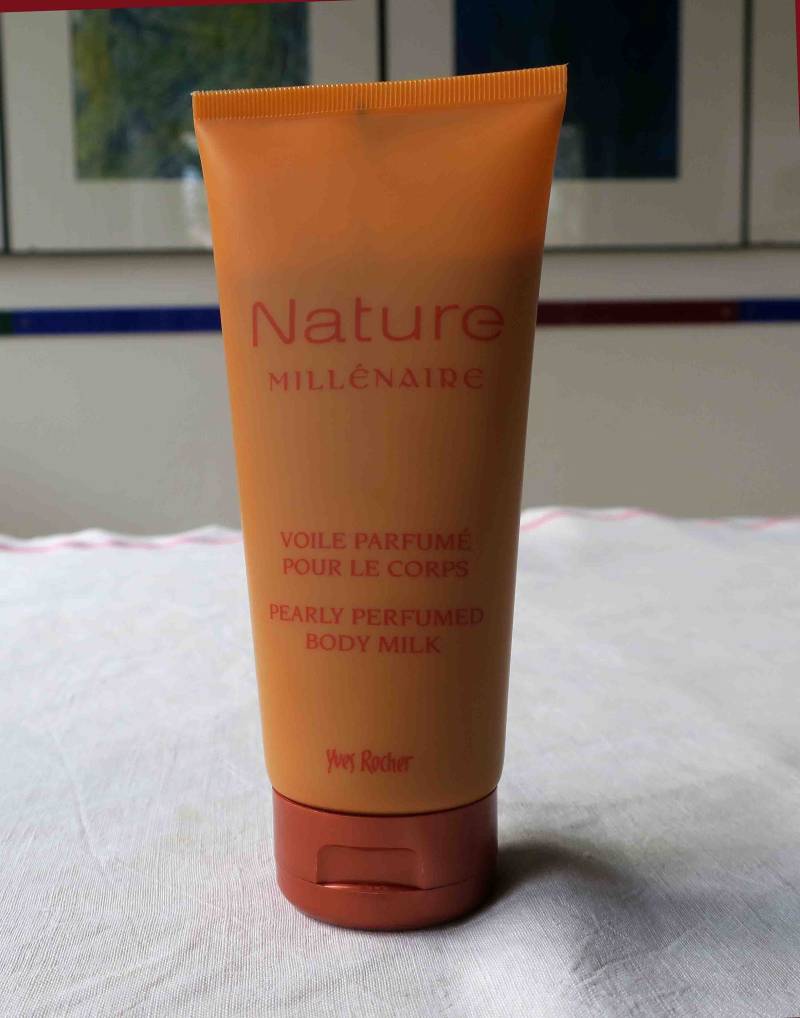 Nature
MILLÉNAIRE
VOILE PARFUMÉ
POUR LE CORPS
PEARLY PERFUMED
BODY MILK
Yves Rocher